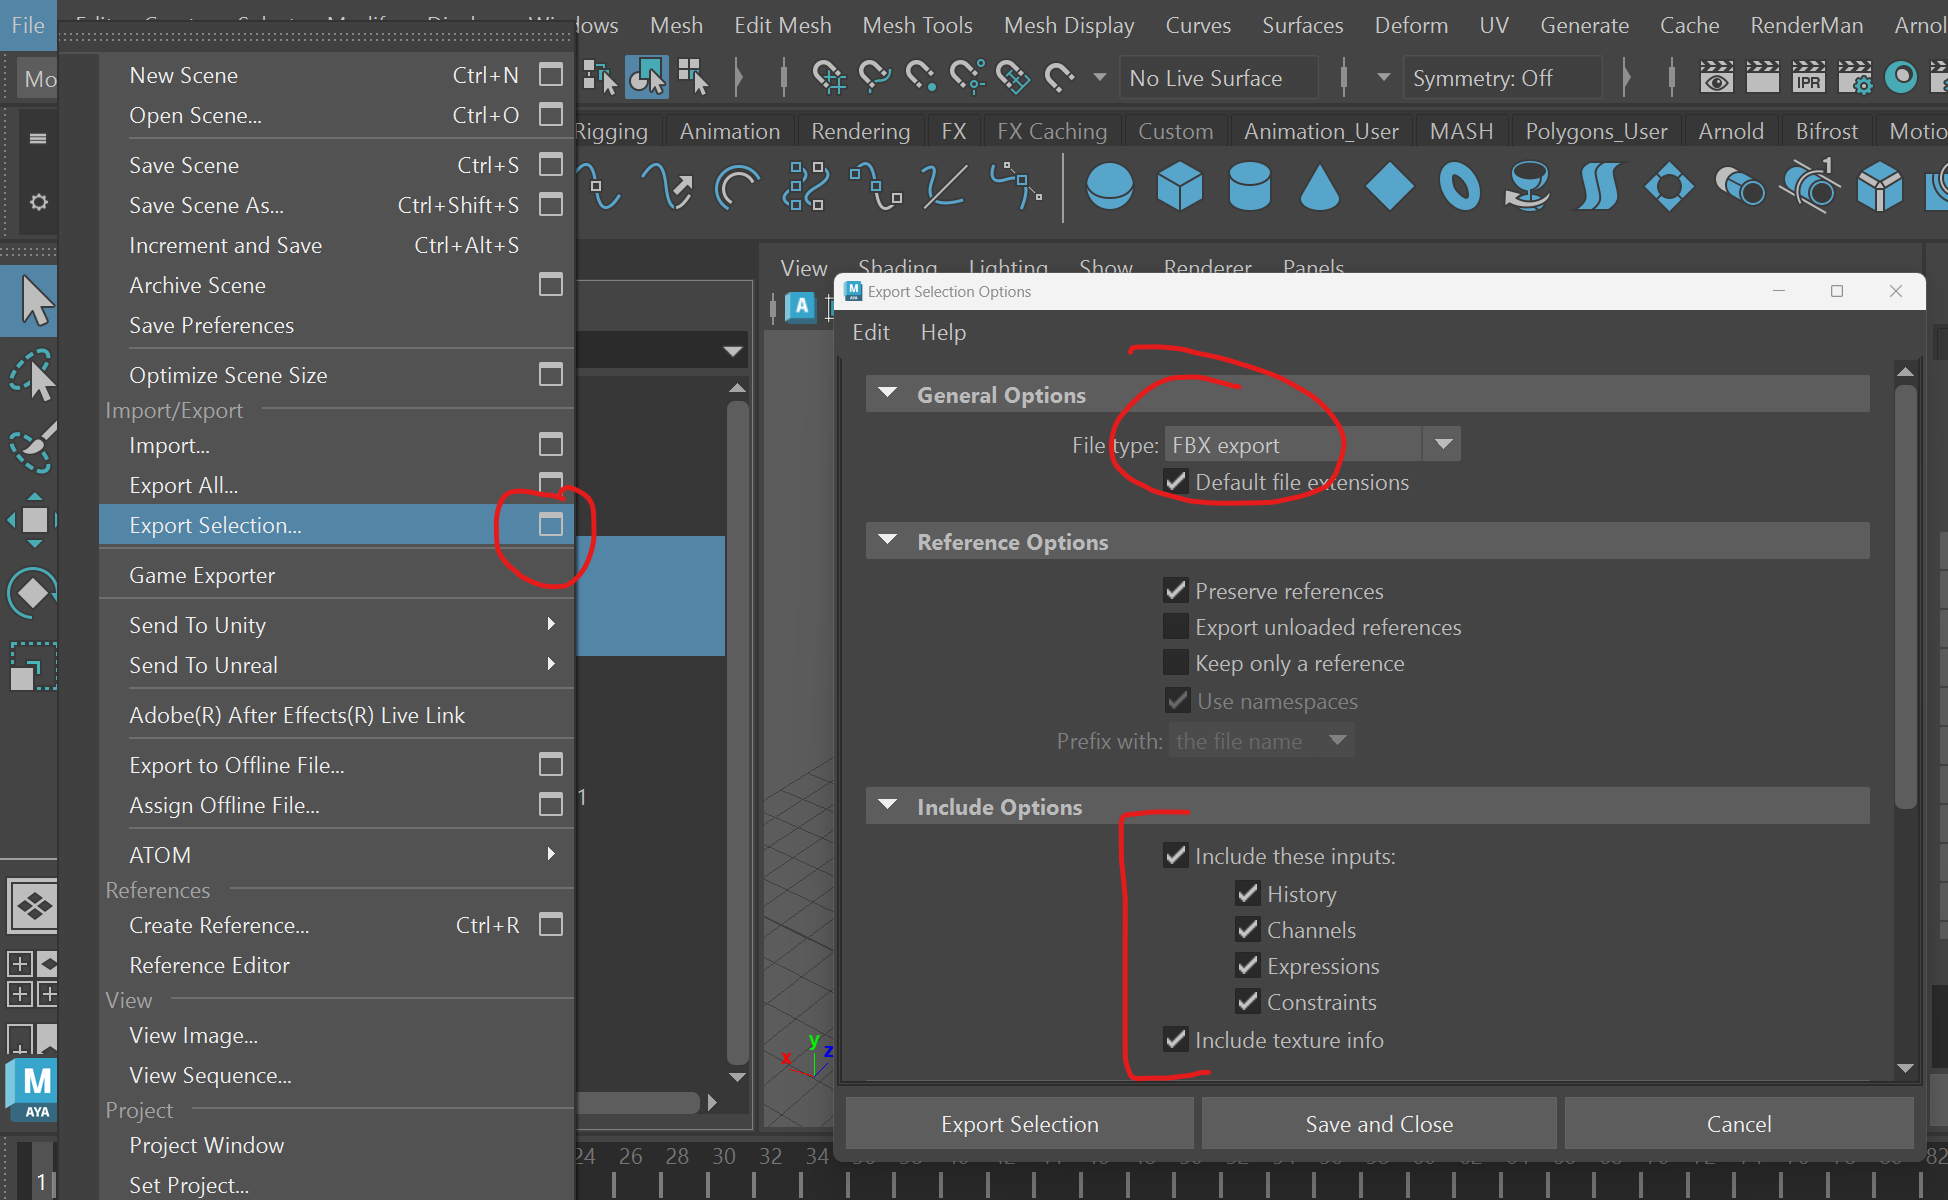 File
Windows Mesh Edit Mesh Mesh Tools Mesh Display Curves Surfaces Deform UV Generate Cache RenderMan
No Live Surface
Symmetry: Off
IPR
Rigging Animation Rendering FX FX Caching Custom Animation_User MASH Polygons_User Arnold Bifrost
New Scene Ctrl+N
Open Scene... Ctrl+O
Save Scene Ctrl+S
Save Scene As... Ctrl+Shift+S
Increment and Save Ctrl+Alt+S
Archive Scene
Save Preferences
Optimize Scene Size
Import/Export
Import...
Export All...
Export Selection...
Game Exporter
Send To Unity
Send To Unreal
Adobe(R) After Effects(R) Live Link
Export to Offline File...
Assign Offline File...
ATOM
References
Create Reference... Ctrl+R
Reference Editor
View
View Image...
View Sequence...
Project
Project Window
Set Project...
M
AYA
1
1
View Shading Lighting Show Renderer Panels
A
x
y
z
Export Selection Options
Edit Help
General Options
File type: FBX export
Default file extensions
Reference Options
Preserve references
Export unloaded references
Keep only a reference
Use namespaces
Prefix with: the file name
Include Options
Include these inputs:
History
Channels
Expressions
Constraints
Include texture info
Export Selection Save and Close Cancel
24 26 28 30 32 34
82